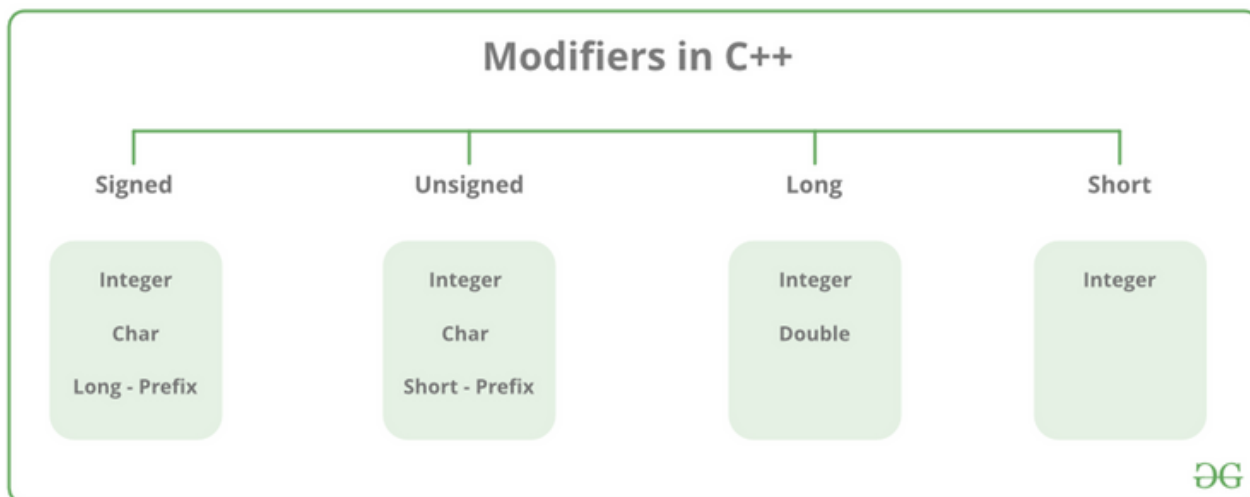 Modifiers in C++
Signed
Unsigned
Long
Short
Integer
Char
Long - Prefix
Integer
Char
Short - Prefix
Integer
Double
Integer